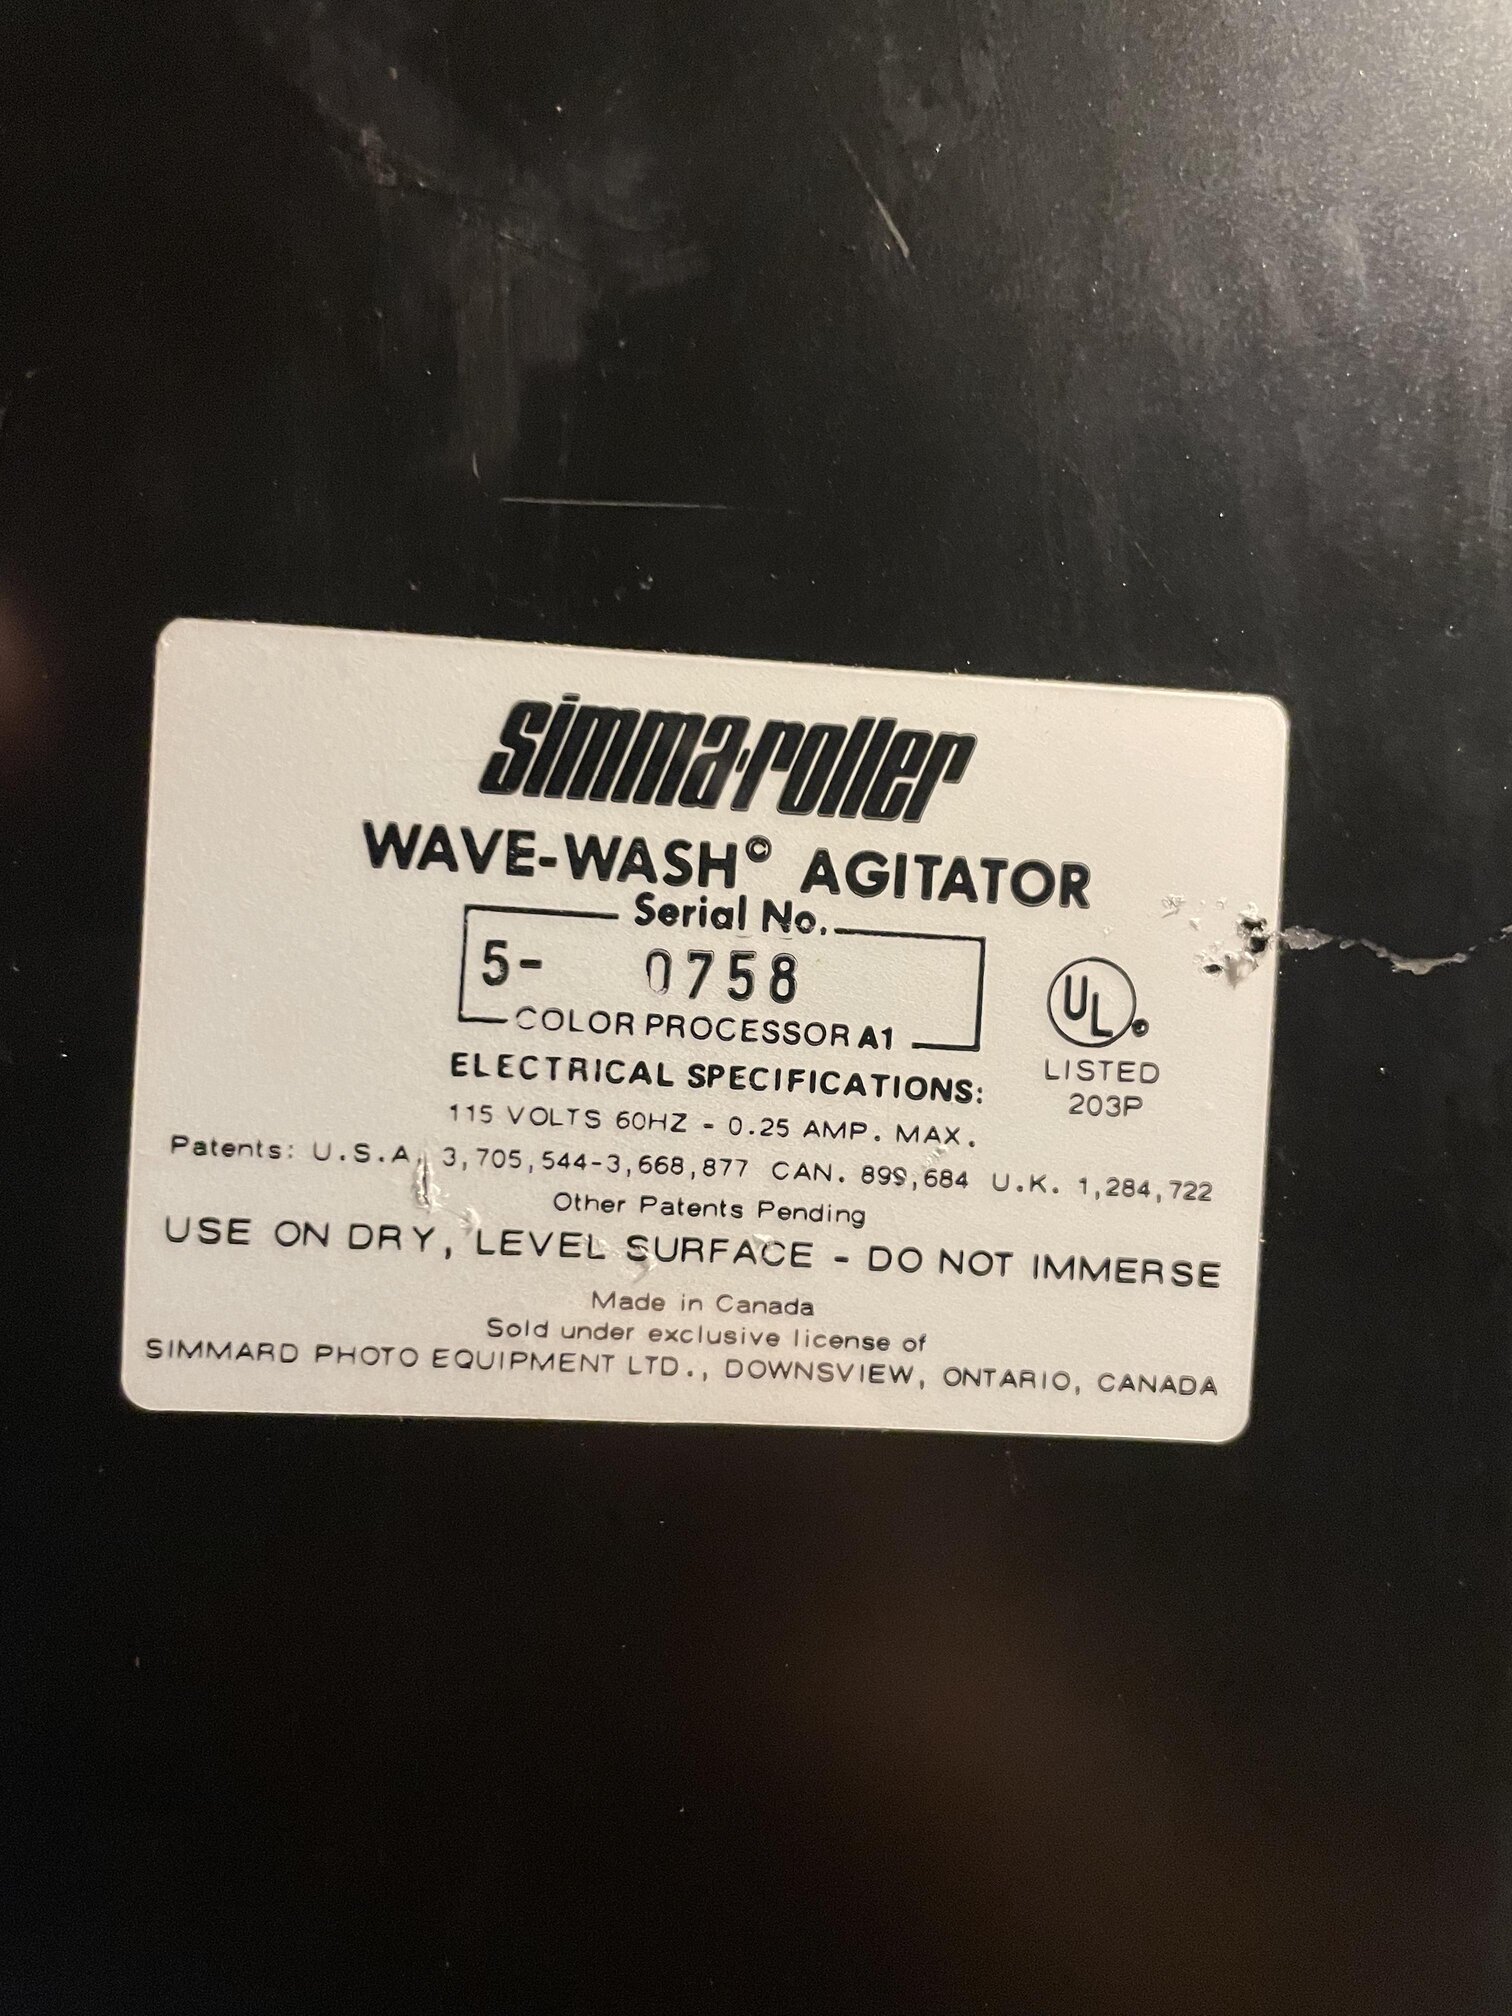 simma·roller
WAVE-WASH© AGITATOR
Serial No.
5- 0758
COLOR PROCESSOR A1
UL®
LISTED
203P
ELECTRICAL SPECIFICATIONS:
115 VOLTS 60HZ - 0.25 AMP. MAX.
Patents: U.S.A. 3,705,544-3,668,877 CAN. 899,684 U.K. 1,284,722
Other Patents Pending
USE ON DRY, LEVEL SURFACE - DO NOT IMMERSE
Made in Canada
Sold under exclusive license of
SIMMARD PHOTO EQUIPMENT LTD., DOWNSVIEW, ONTARIO, CANADA